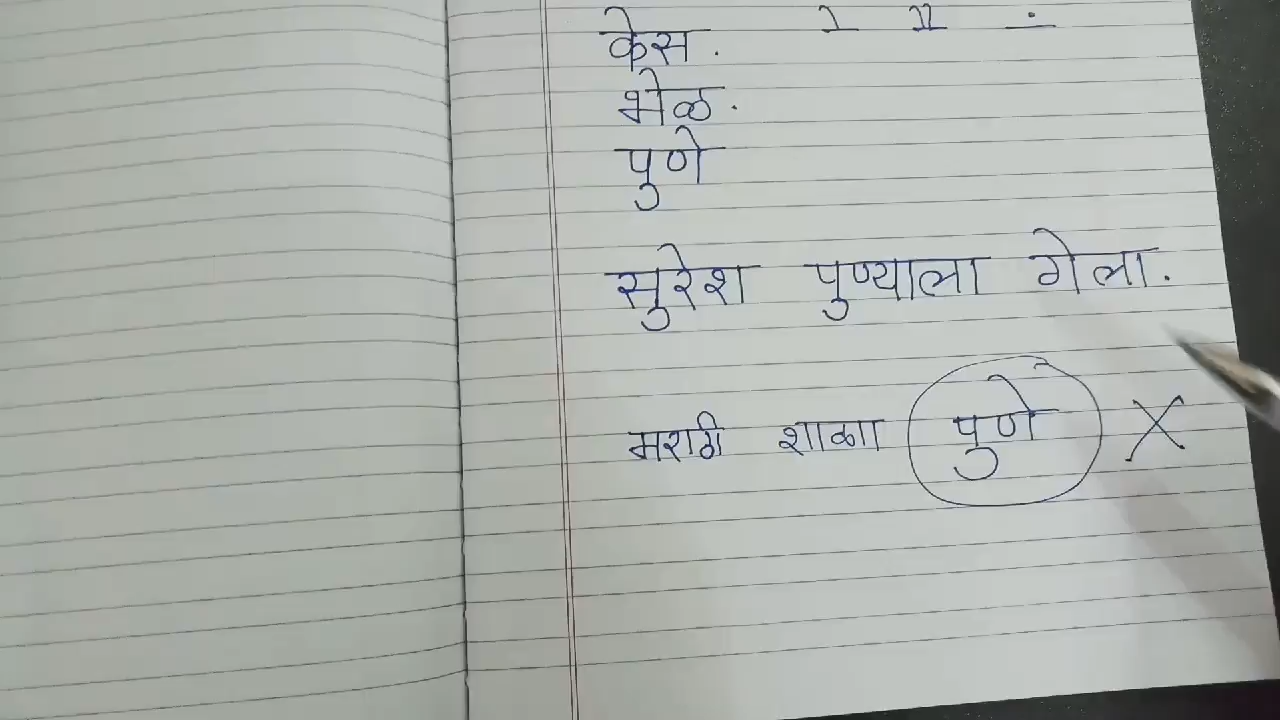 केस.
भेळ.
पुणे
सुरेश पुण्याला गेला.
मराठी शाळा पुणे X